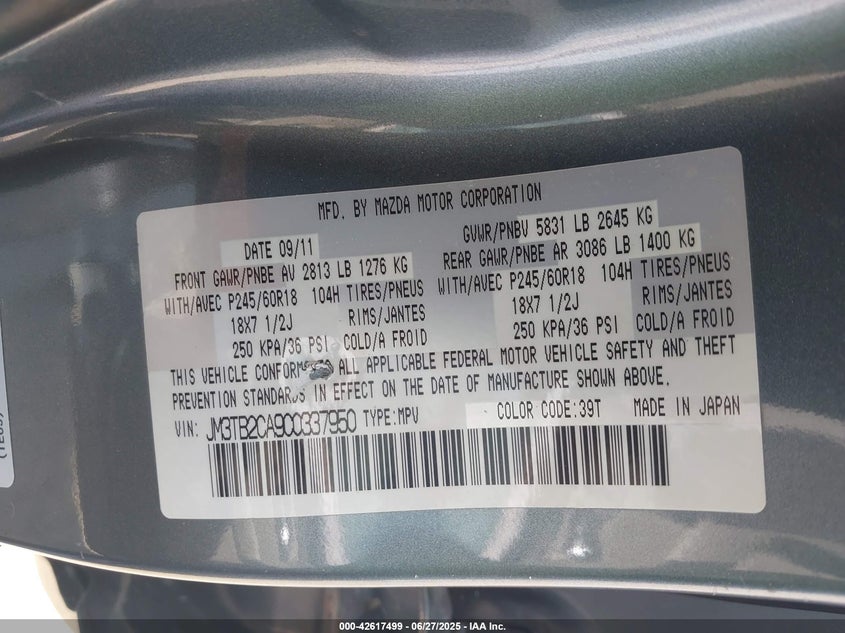 MFD. BY MAZDA MOTOR CORPORATION
DATE 09/11
GVWR/PNBV 5831 LB 2645 KG
FRONT GAWR/PNBE AV 2813 LB 1276 KG
REAR GAWR/PNBE AR 3086 LB 1400 KG
WITH/AVEC P245/60R18 104H TIRES/PNEUS
WITH/AVEC P245/60R18 104H TIRES/PNEUS
18X7 1/2J RIMS/JANTES
18X7 1/2J RIMS/JANTES
250 KPA/36 PSI COLD/A FROID
250 KPA/36 PSI COLD/A FROID
THIS VEHICLE CONFORMS TO ALL APPLICABLE FEDERAL MOTOR VEHICLE SAFETY AND THEFT
PREVENTION STANDARDS IN EFFECT ON THE DATE OF MANUFACTURE SHOWN ABOVE.
VIN: JM3TB2CA9C0337950 TYPE:MPV COLOR CODE:39T MADE IN JAPAN
000-42617499 - 06/27/2025 - IAA Inc.